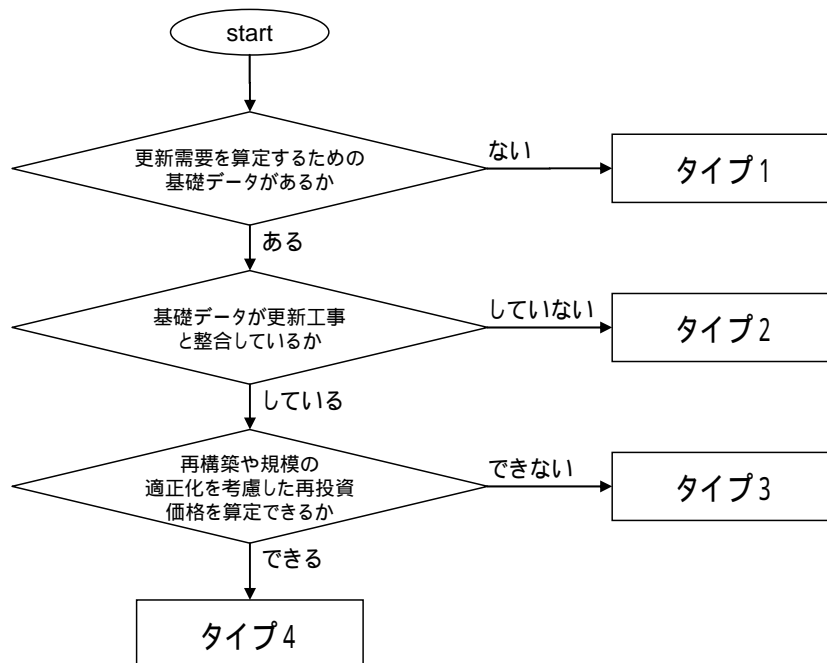 start
更新需要を算定するための
基礎データがあるか
ない
タイプ1
ある
基礎データが更新工事
と整合しているか
していない
タイプ2
している
再構築や規模の
適正化を考慮した再投資
価格を算定できるか
できない
タイプ3
できる
タイプ4